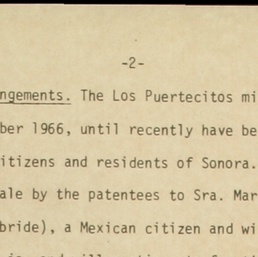 -2-
ngements. The Los Puertecitos mi
ber 1966, until recently have be
itizens and residents of Sonora.
ale by the patentees to Sra. Mar
bride), a Mexican citizen and wi